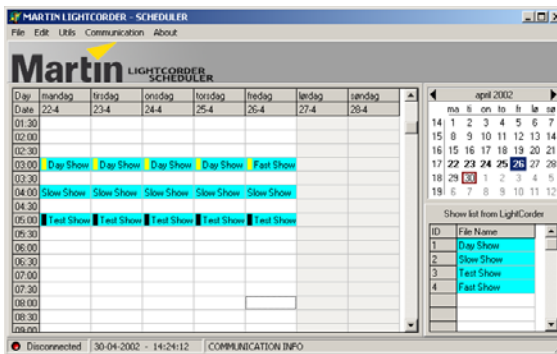 MARTIN LIGHTCORDER - SCHEDULER
File Edit Utils Communication About
Martin LIGHTCORDER SCHEDULER
Day mandag tirsdag onsdag torsdag fredag lørdag søndag
Date 22-4 23-4 24-4 25-4 26-4 27-4 28-4
01:30
02:00
02:30
03:00 Day Show Day Show Day Show Day Show Fast Show
03:30
04:00 Slow Show Slow Show Slow Show Slow Show Slow Show
04:30
05:00 Test Show Test Show Test Show Test Show Test Show
05:30
06:00
06:30
07:00
07:30
08:00
08:30
09:00
april 2002
ma ti on to fr lø sø
14 1 2 3 4 5 6 7
15 8 9 10 11 12 13 14
16 15 16 17 18 19 20 21
17 22 23 24 25 26 27 28
18 29 30 1 2 3 4 5
19 6 7 8 9 10 11 12
Show list from LightCorder
ID File Name
1 Day Show
2 Slow Show
3 Test Show
4 Fast Show
Disconnected 30-04-2002 - 14:24:12 COMMUNICATION INFO